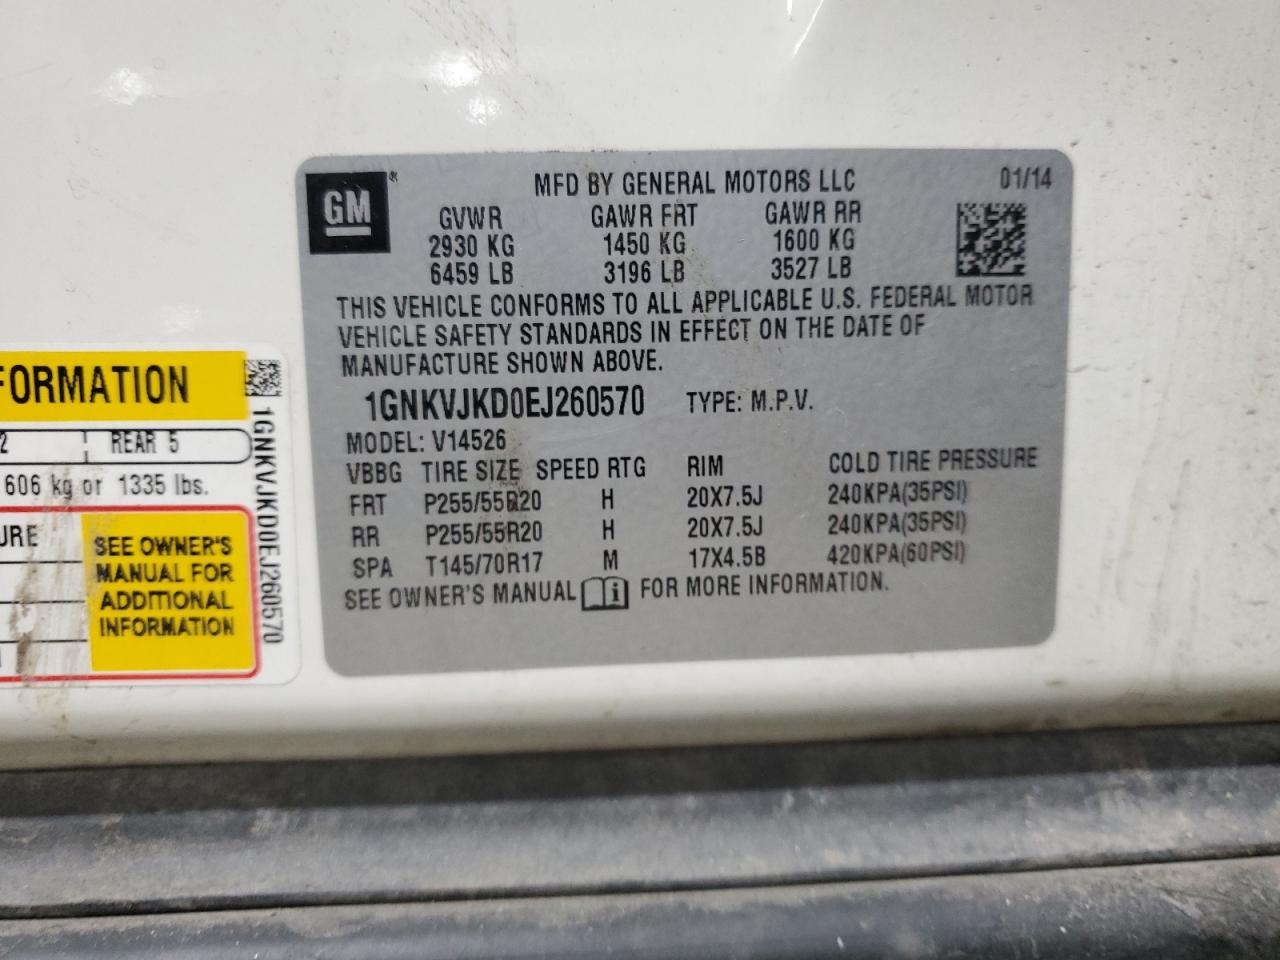 GM ®
MFD BY GENERAL MOTORS LLC 01/14
GVWR GAWR FRT GAWR RR
2930 KG 1450 KG 1600 KG
6459 LB 3196 LB 3527 LB
THIS VEHICLE CONFORMS TO ALL APPLICABLE U.S. FEDERAL MOTOR
VEHICLE SAFETY STANDARDS IN EFFECT ON THE DATE OF
MANUFACTURE SHOWN ABOVE.
1GNKVJKD0EJ260570 TYPE: M.P.V.
MODEL: V14526
VBBG TIRE SIZE SPEED RTG RIM COLD TIRE PRESSURE
FRT P255/55R20 H 20X7.5J 240KPA(35PSI)
RR P255/55R20 H 20X7.5J 240KPA(35PSI)
SPA T145/70R17 M 17X4.5B 420KPA(60PSI)
SEE OWNER'S MANUAL i FOR MORE INFORMATION.
FORMATION
2 REAR 5
606 kg or 1335 lbs.
URE
SEE OWNER'S
MANUAL FOR
ADDITIONAL
INFORMATION
1GNKVJKD0EJ260570